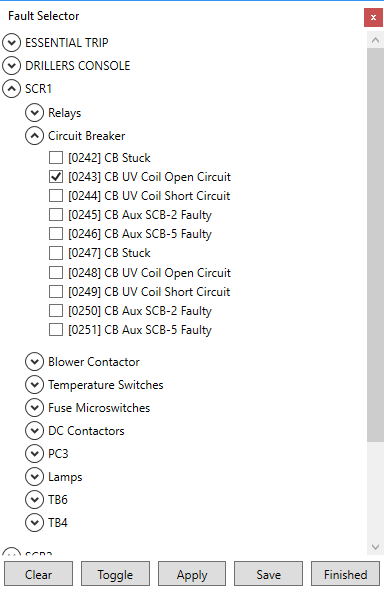 Fault Selector
x
ESSENTIAL TRIP
DRILLERS CONSOLE
SCR1
Relays
Circuit Breaker
[0242] CB Stuck
[0243] CB UV Coil Open Circuit
[0244] CB UV Coil Short Circuit
[0245] CB Aux SCB-2 Faulty
[0246] CB Aux SCB-5 Faulty
[0247] CB Stuck
[0248] CB UV Coil Open Circuit
[0249] CB UV Coil Short Circuit
[0250] CB Aux SCB-2 Faulty
[0251] CB Aux SCB-5 Faulty
Blower Contactor
Temperature Switches
Fuse Microswitches
DC Contactors
PC3
Lamps
TB6
TB4
Clear Toggle Apply Save Finished